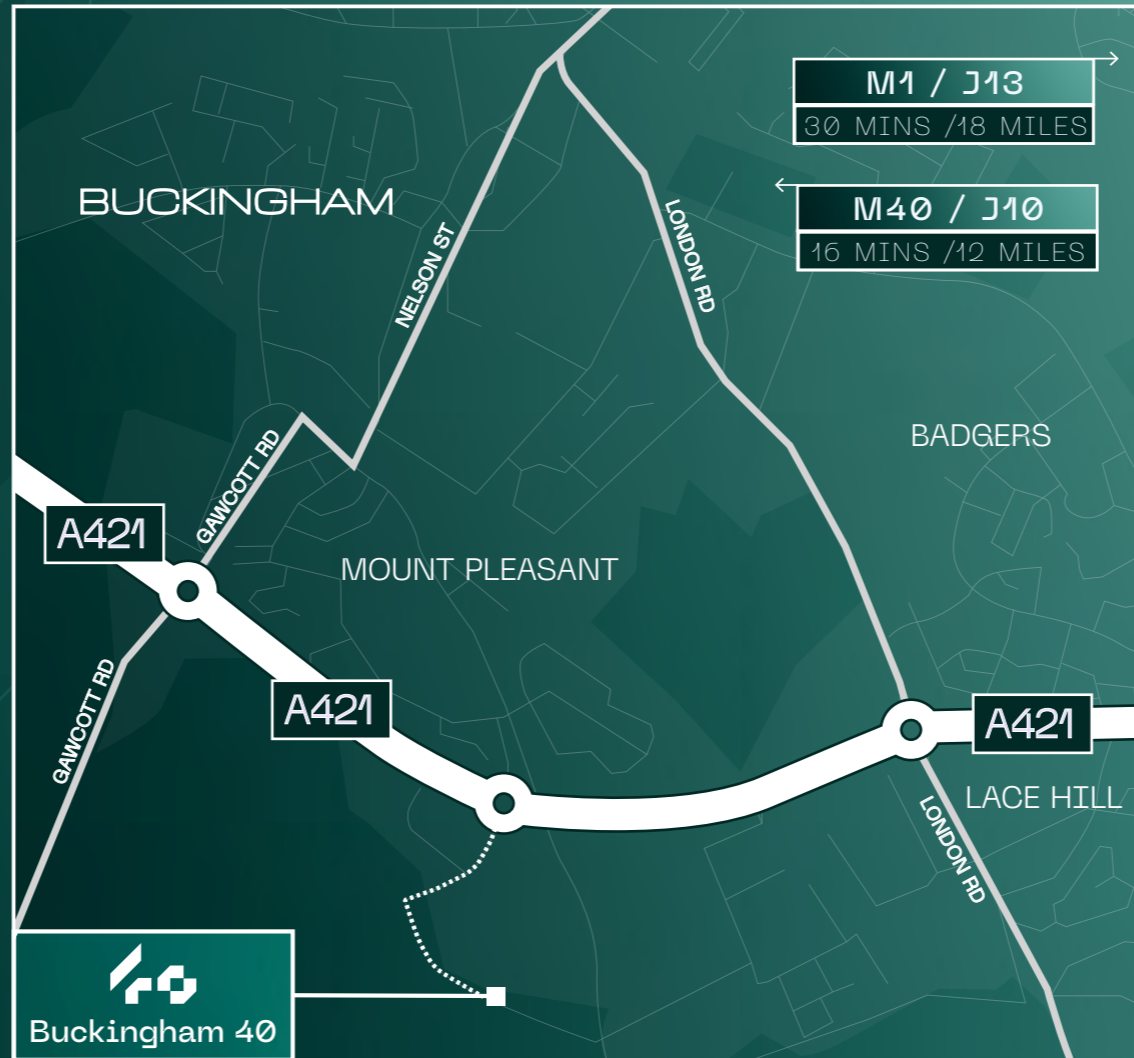 M1 / J13
30 MINS /18 MILES
BUCKINGHAM
M40 / J10
16 MINS /12 MILES
NELSON ST
LONDON RD
BADGERS
GAWCOTT RD
A421
MOUNT PLEASANT
GAWCOTT RD
A421
A421
LACE HILL
LONDON RD
40
Buckingham 40